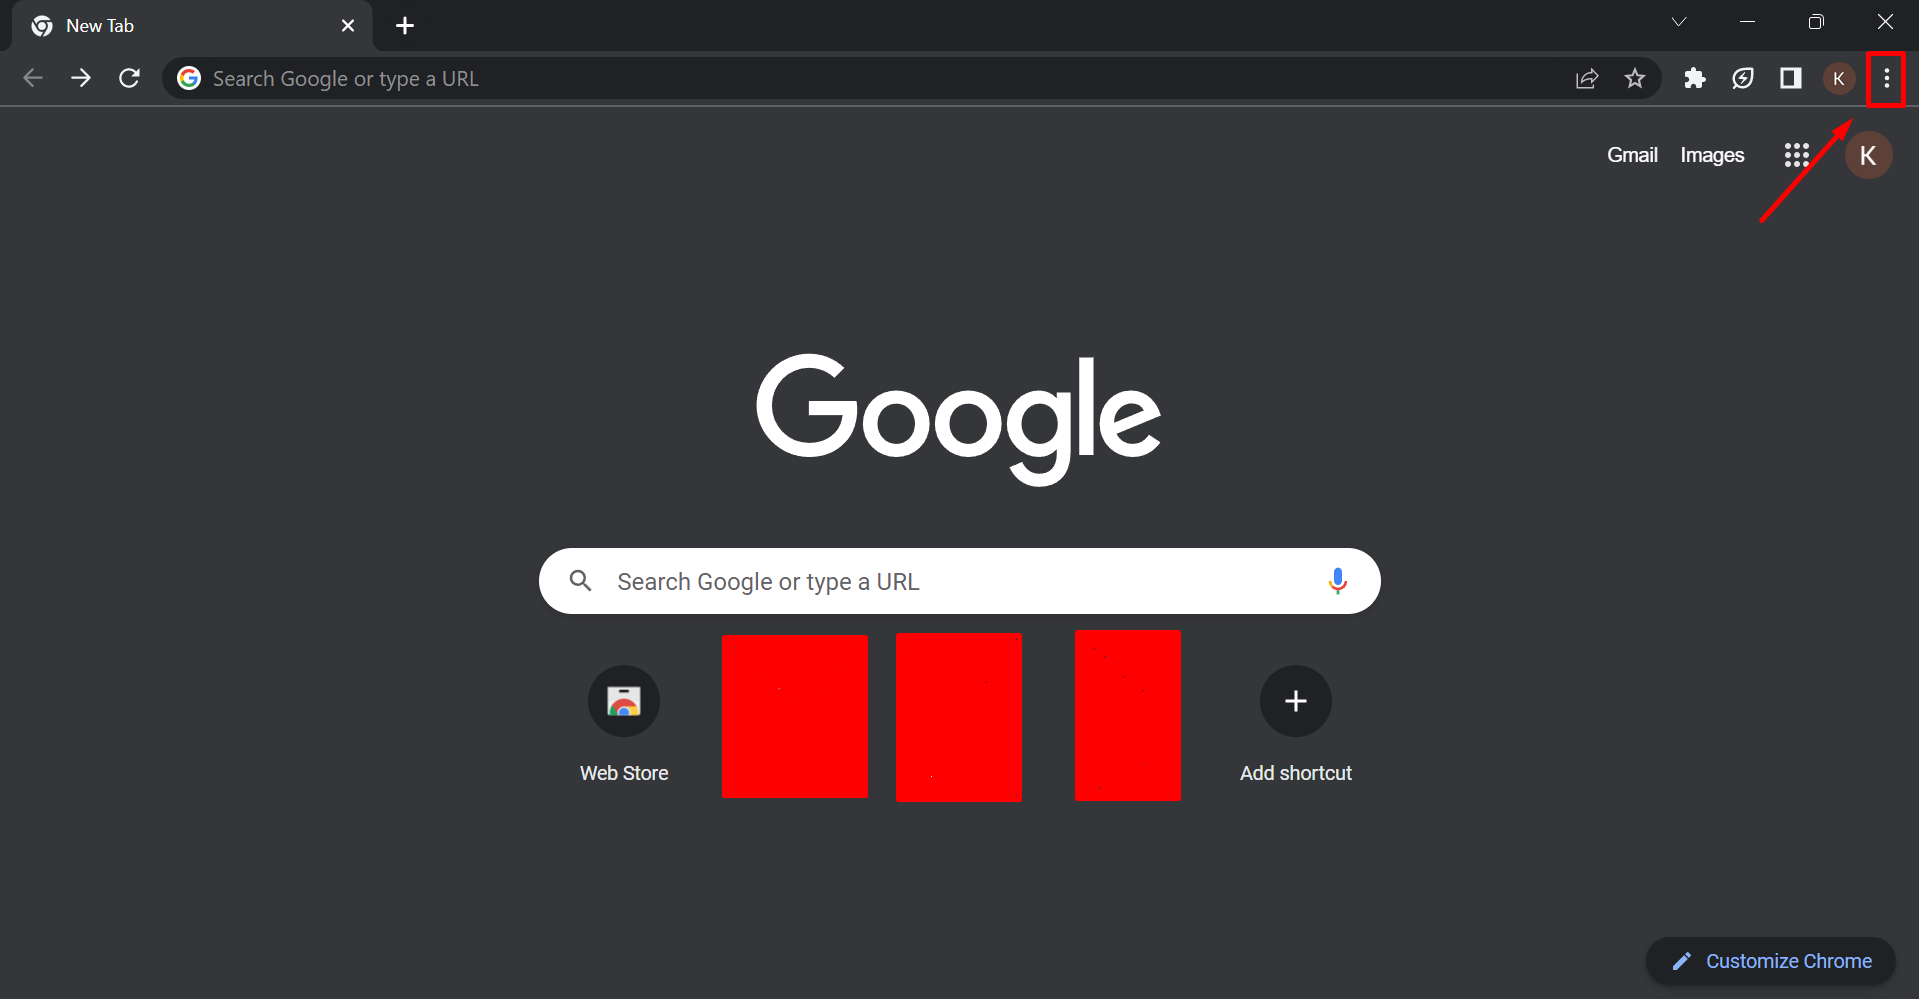 New Tab
Search Google or type a URL
K
Gmail Images
K
Google
Search Google or type a URL
Web Store
Add shortcut
Customize Chrome